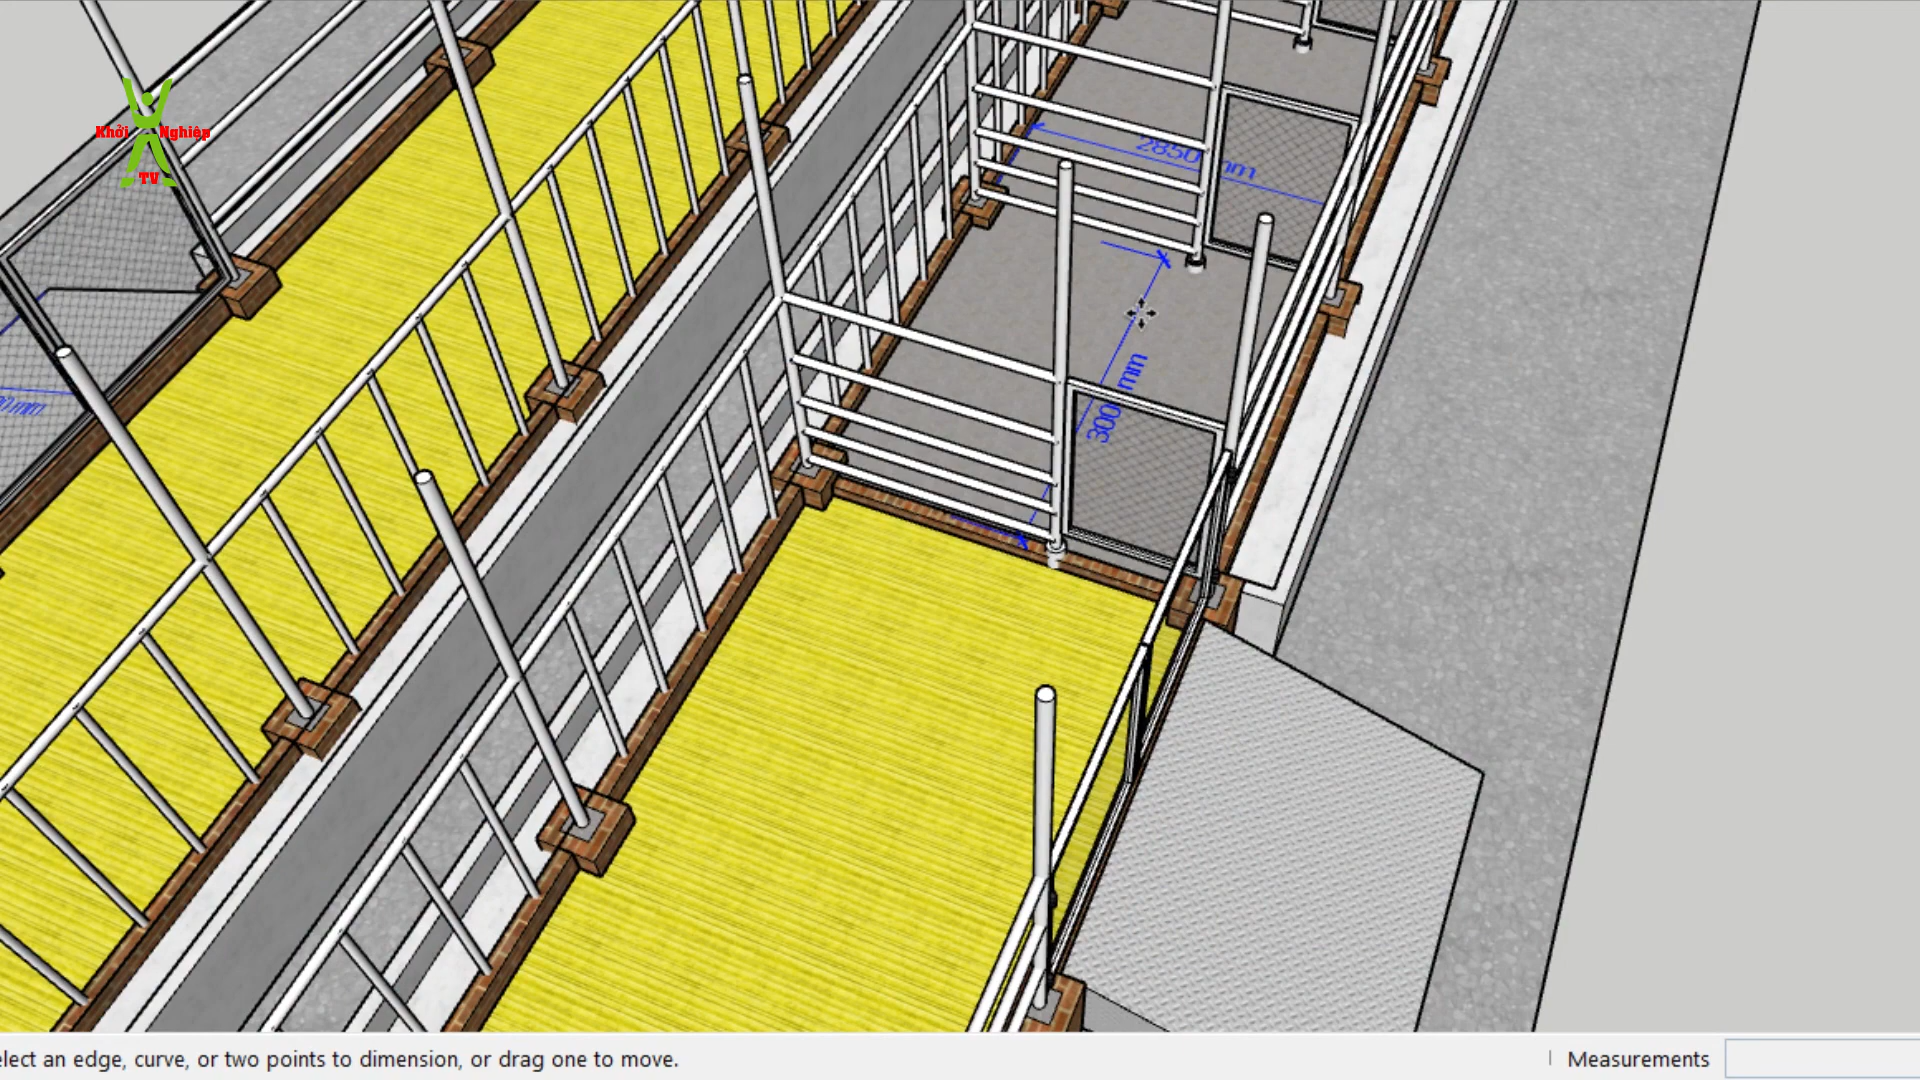 Khởi Nghiệp
TV
2850 mm
300 mm
elect an edge, curve, or two points to dimension, or drag one to move.
Measurements